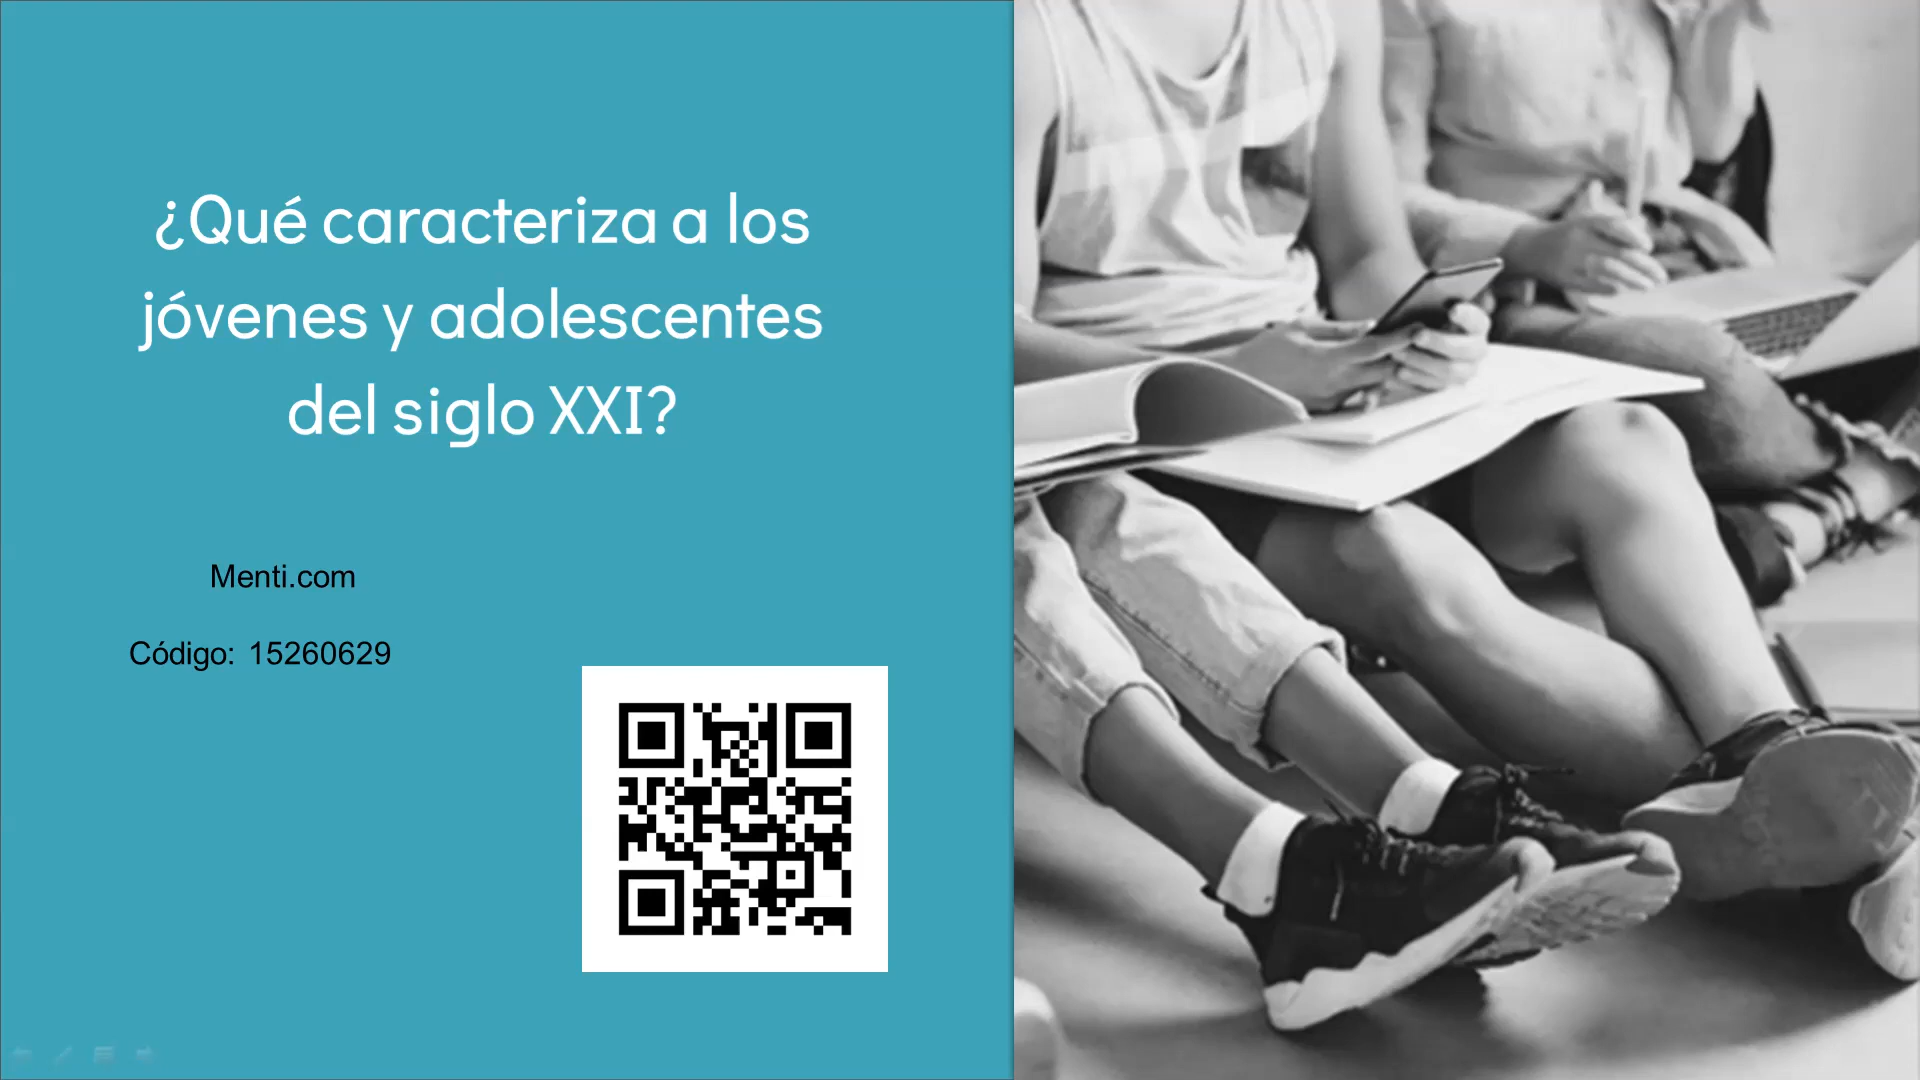 ¿Qué caracteriza a los
jóvenes y adolescentes
del siglo XXI?
Menti.com
Código: 15260629